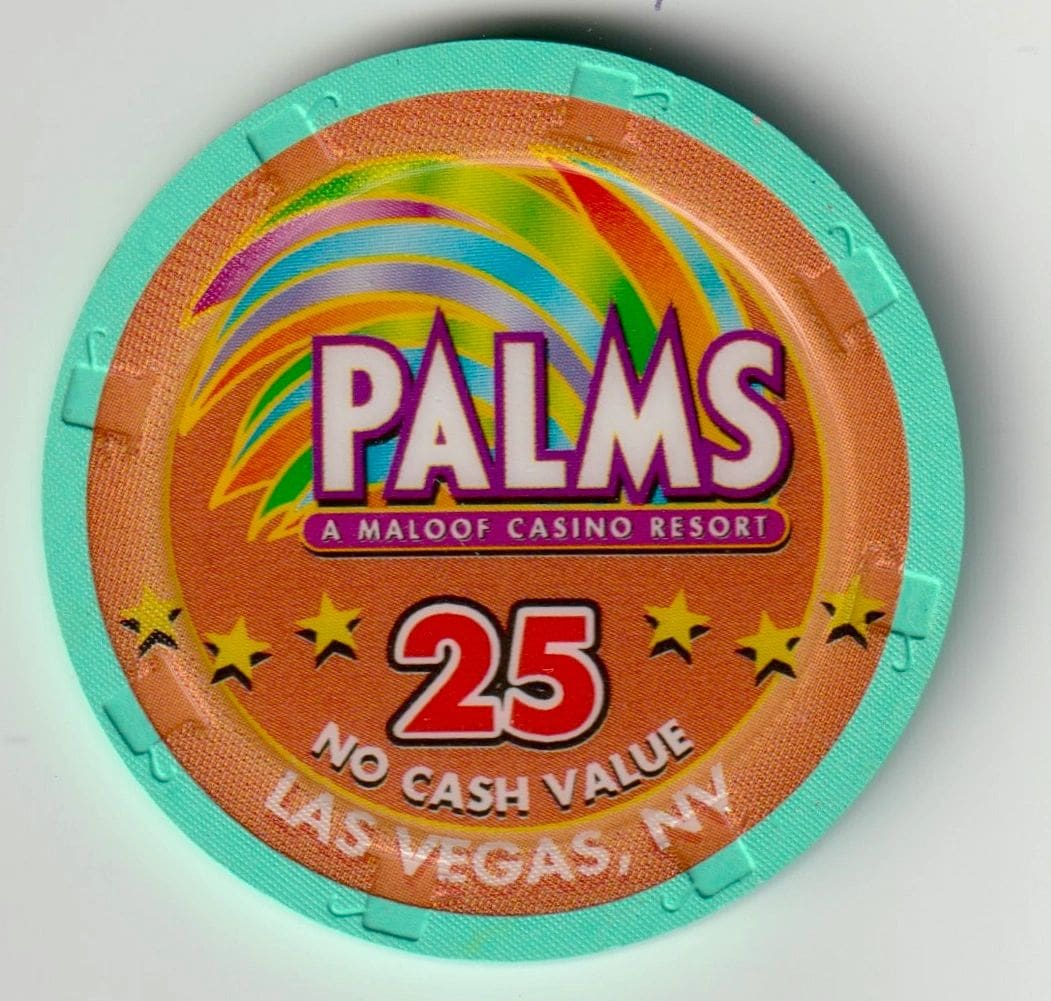 PALMS
A MALOOF CASINO RESORT
25
NO CASH VALUE
LAS VEGAS, NV